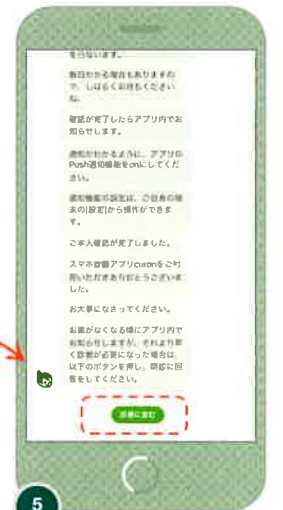 数日かかる場合もありますの
で、しばらくお待ちください
ね。
確認が完了したらアプリ内でお
知らせします。
通知がわかるように、アプリの
Push通知機能をonにしてくだ
さい。
通知機能の設定は、ご自身の端
末の[設定]から操作ができま
す。
ご本人確認が完了しました。
スマホ診療アプリcuronをご利
用いただきありがとうございま
した。
お大事になさってください。
お薬がなくなる頃にアプリ内で
お知らせしますが、それより早
く診察が必要になった場合は、
以下のボタンを押し、問診に回
答をしてください。
5